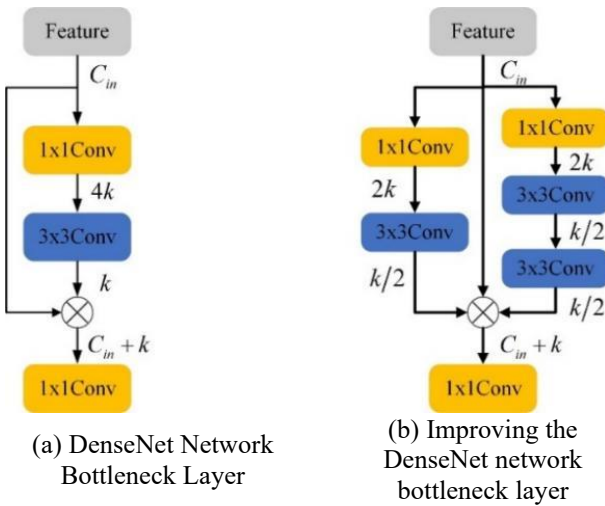 Feature
C_in
1x1Conv
4k
3x3Conv
k
C_in + k
1x1Conv
(a) DenseNet Network
Bottleneck Layer
Feature
C_in
1x1Conv
2k
3x3Conv
k/2
1x1Conv
2k
3x3Conv
k/2
3x3Conv
k/2
C_in + k
1x1Conv
(b) Improving the
DenseNet network
bottleneck layer